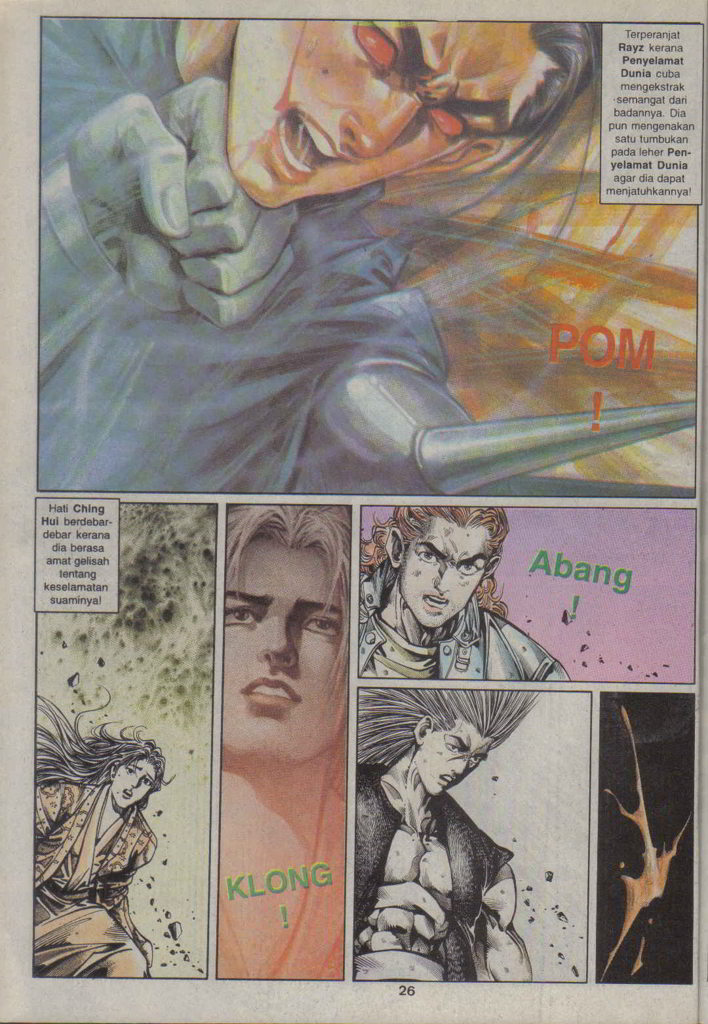 Terperanjat
Rayz kerana
Penyelamat
Dunia cuba
mengekstrak
semangat dari
badannya. Dia
pun mengenakan
satu tumbukan
pada leher Pen-
yelamat Dunia
agar dia dapat
menjatuhkannya!
POM
!
Hati Ching
Hui berdebar-
debar kerana
dia berasa
amat gelisah
tentang
keselamatan
suaminya!
KLONG
!
Abang
!
26